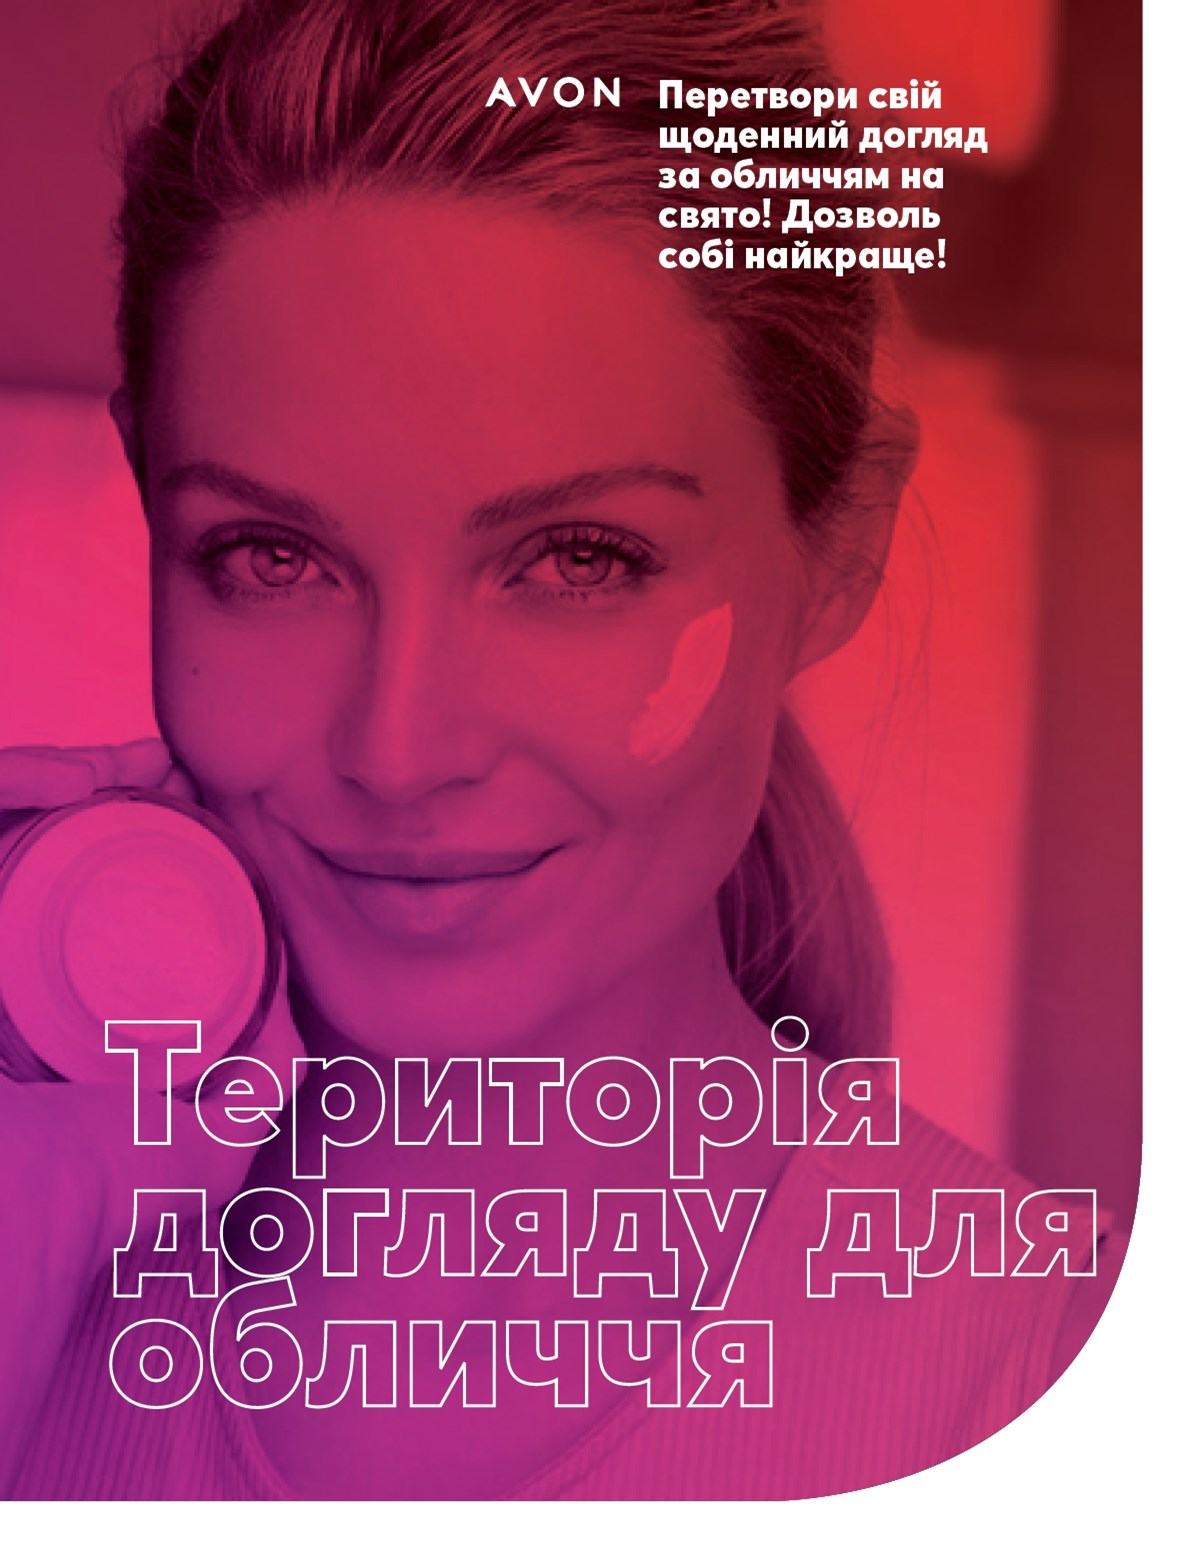 AVON
Перетвори свій
щоденний догляд
за обличчям на
свято! Дозволь
собі найкраще!
Територія
догляду для
обличчя